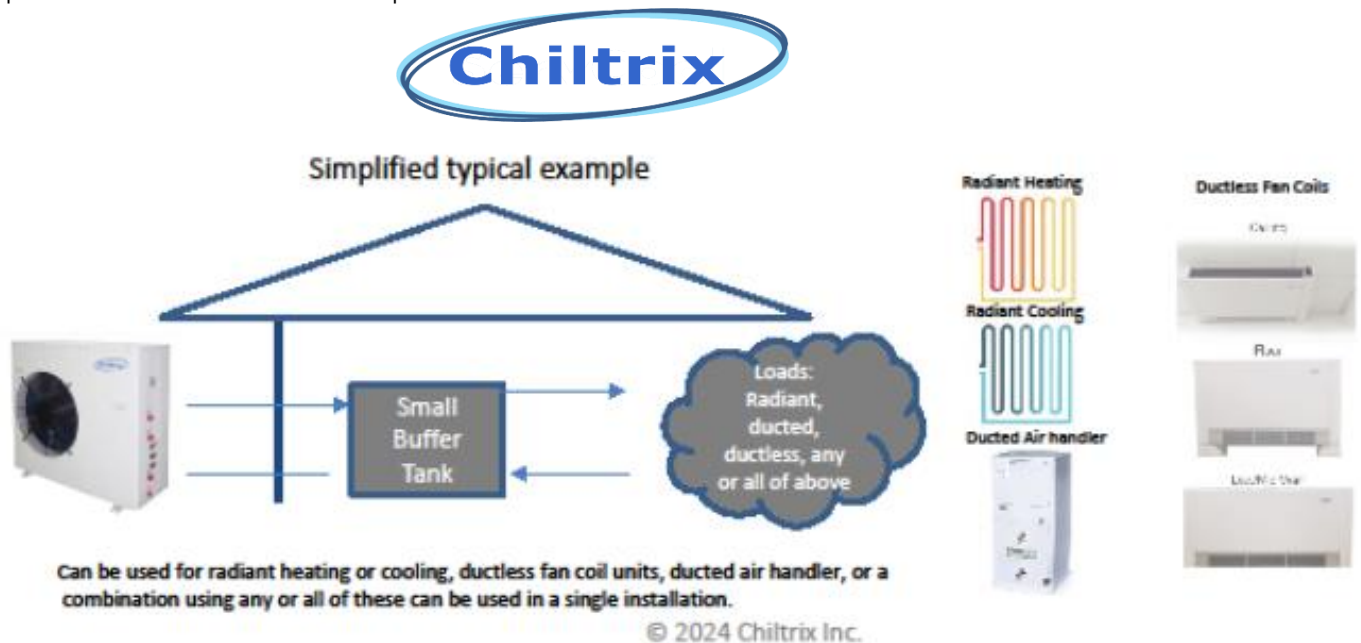 Chiltrix
Simplified typical example
Radiant Heating
Ductless Fan Coils
Radiant Cooling
Small
Buffer
Tank
Loads:
Radiant,
ducted,
ductless, any
or all of above
Ducted Air handler
Can be used for radiant heating or cooling, ductless fan coil units, ducted air handler, or a
combination using any or all of these can be used in a single installation.
© 2024 Chiltrix Inc.